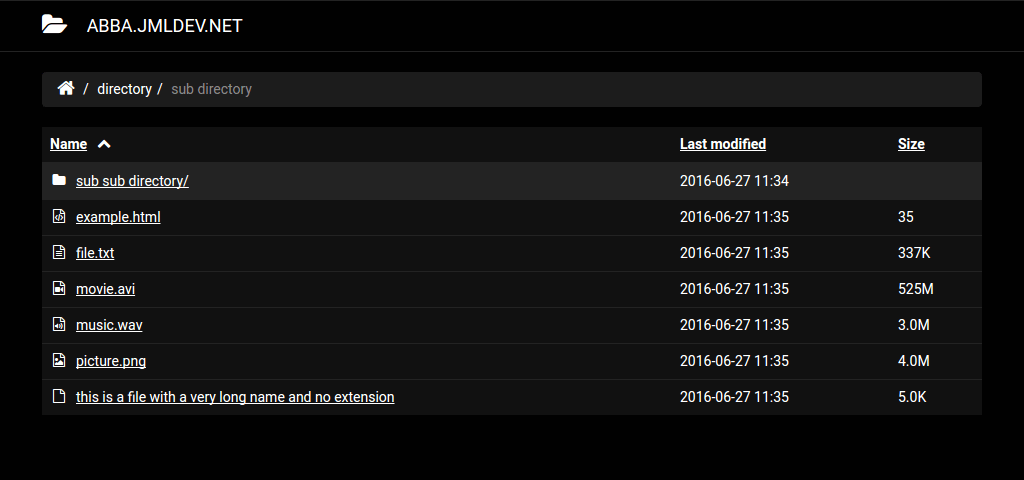 ABBA.JMLDEV.NET
/ directory / sub directory
Name Last modified Size
sub sub directory/ 2016-06-27 11:34
example.html 2016-06-27 11:35 35
file.txt 2016-06-27 11:35 337K
movie.avi 2016-06-27 11:35 525M
music.wav 2016-06-27 11:35 3.0M
picture.png 2016-06-27 11:35 4.0M
this is a file with a very long name and no extension 2016-06-27 11:35 5.0K